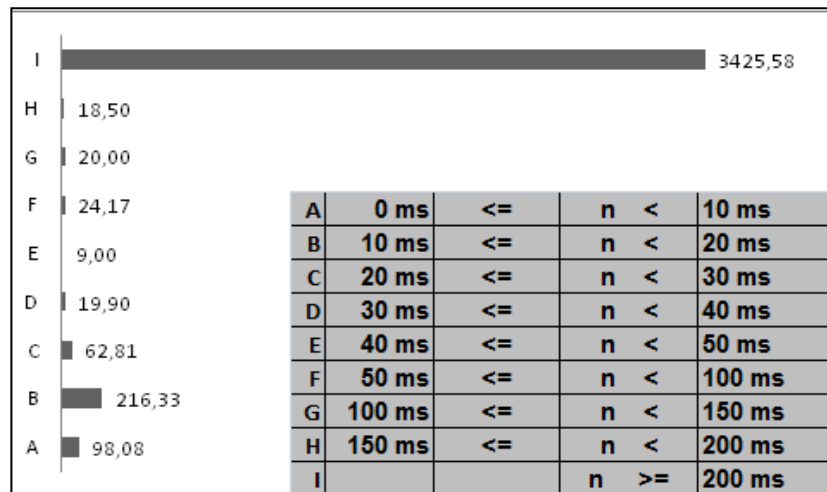 I 3425,58
H 18,50
G 20,00
F 24,17
E 9,00
D 19,90
C 62,81
B 216,33
A 98,08
A 0 ms <= n < 10 ms
B 10 ms <= n < 20 ms
C 20 ms <= n < 30 ms
D 30 ms <= n < 40 ms
E 40 ms <= n < 50 ms
F 50 ms <= n < 100 ms
G 100 ms <= n < 150 ms
H 150 ms <= n < 200 ms
I n >= 200 ms